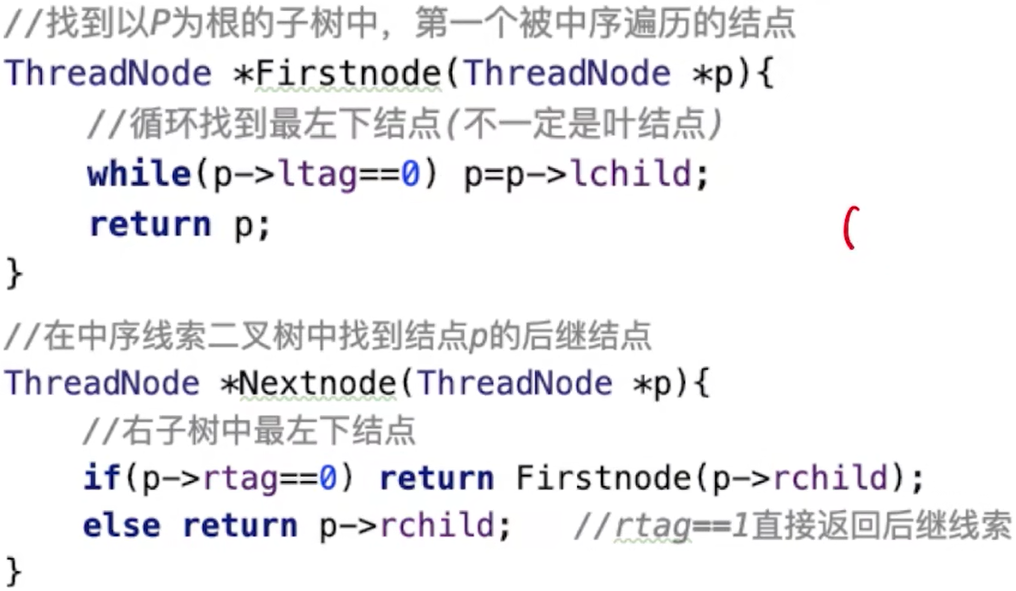 //找到以P为根的子树中，第一个被中序遍历的结点
ThreadNode *Firstnode(ThreadNode *p){
//循环找到最左下结点(不一定是叶结点)
while(p->ltag==0) p=p->lchild;
return p;
(
}
//在中序线索二叉树中找到结点p的后继结点
ThreadNode *Nextnode(ThreadNode *p){
//右子树中最左下结点
if(p->rtag==0) return Firstnode(p->rchild);
else return p->rchild; //rtag==1直接返回后继线索
}